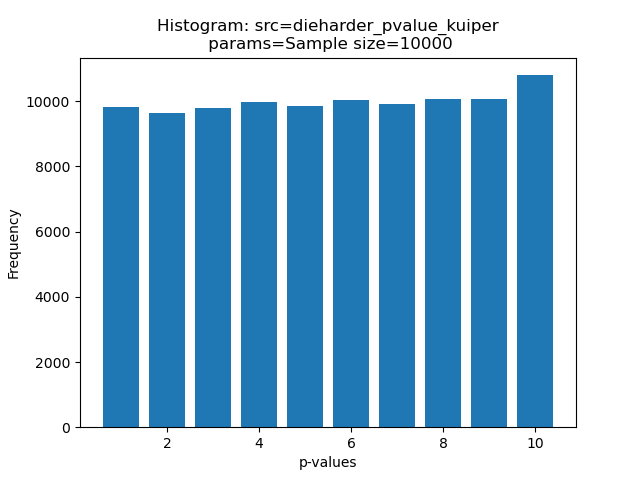 Histogram: src=dieharder_pvalue_kuiper
params=Sample size=10000
10000
8000
6000
4000
2000
0
Frequency
2
4
6
8
10
p-values